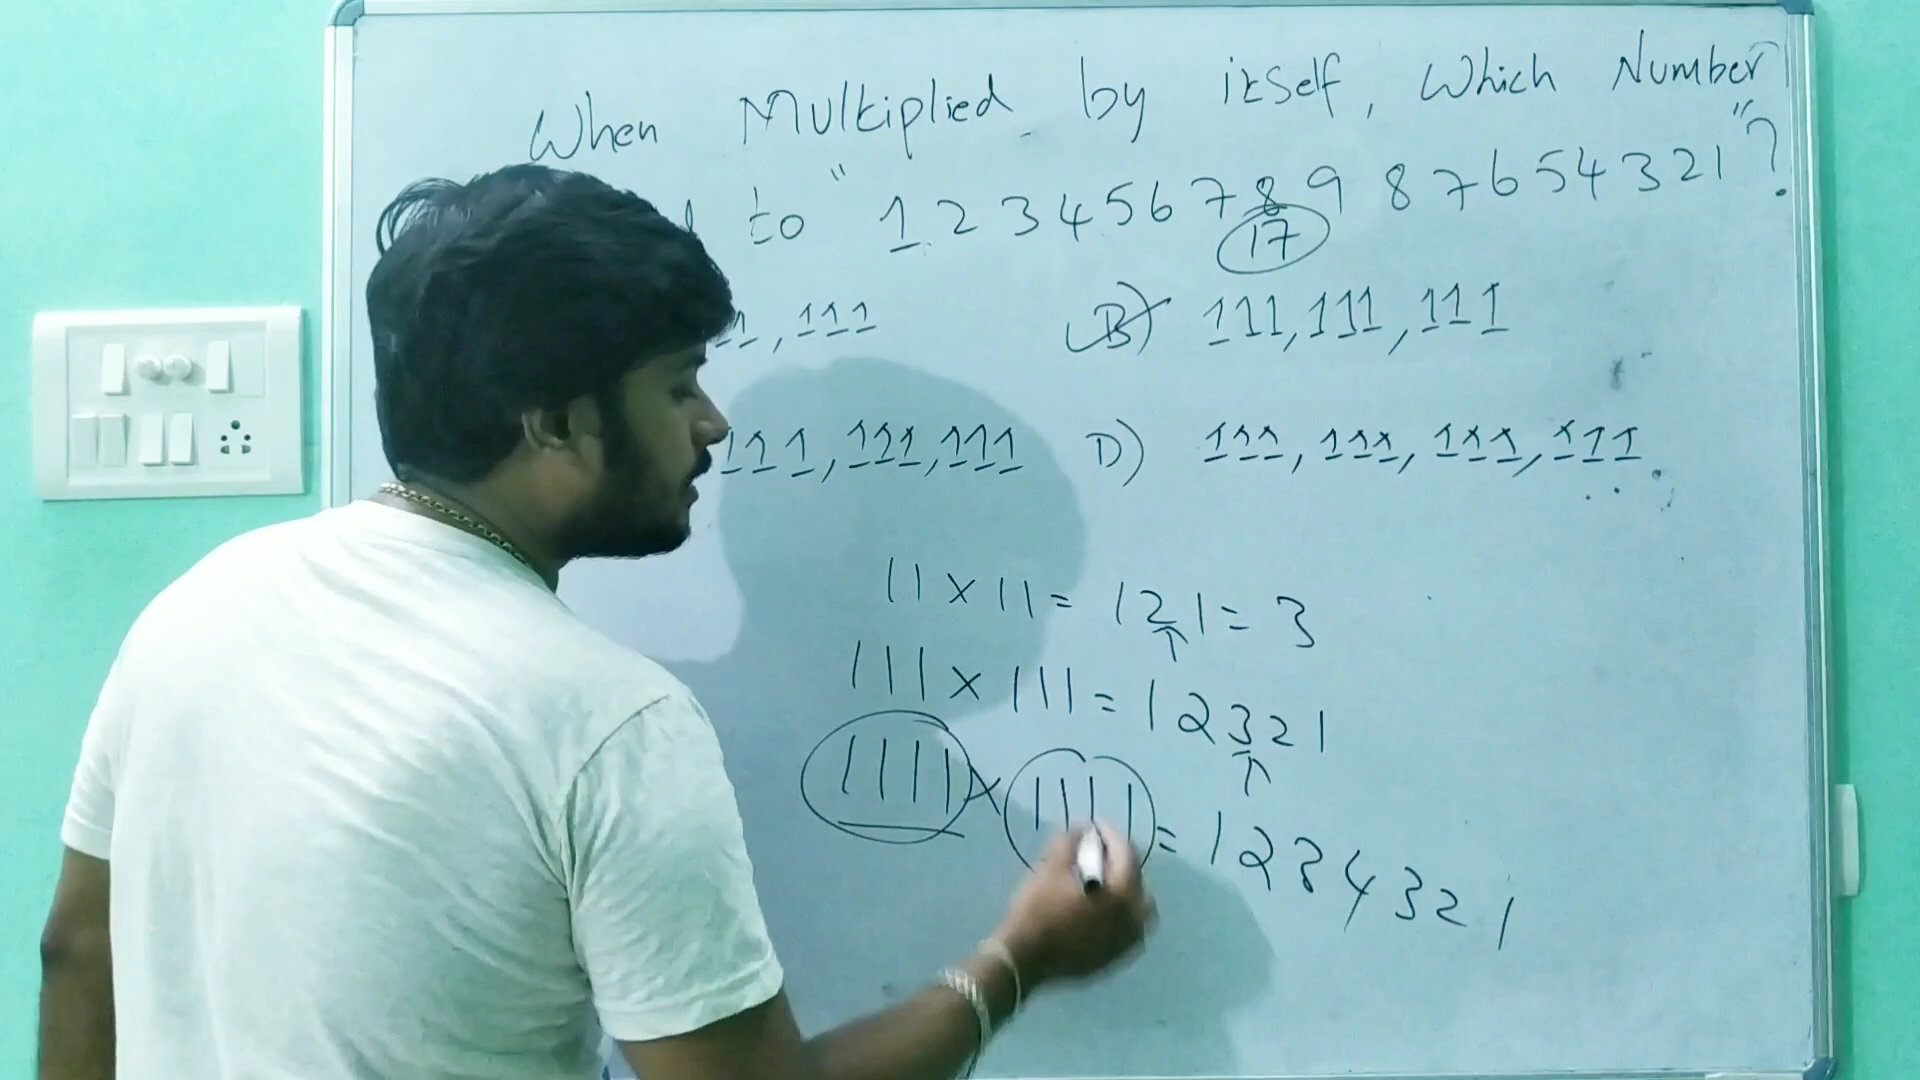 When Multiplied by itself, Which Number
to "12345678987654321"?
17
,111 B) 111,111,111
111,111,111 D) 111,111,111,111
11 x 11 = 121 = 3
111 x 111 = 12321
1111 x 1111 = 1234321